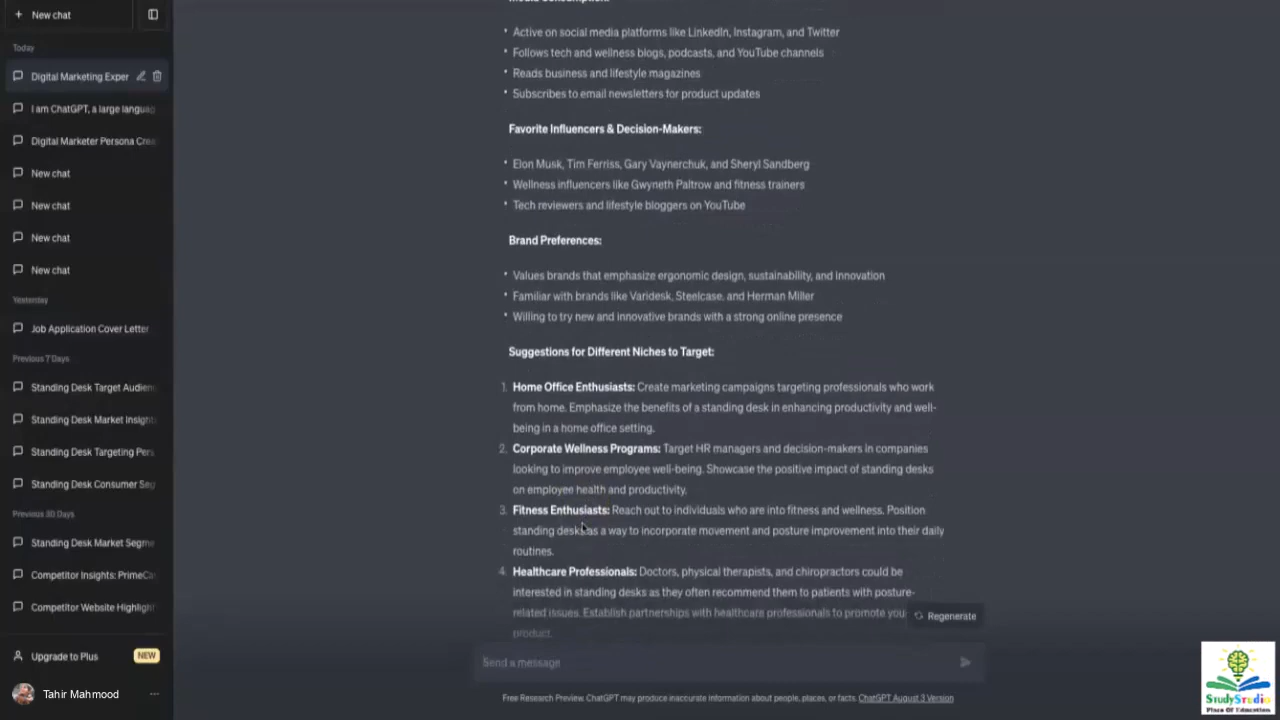 New chat
Today
Digital Marketing Exper
I am ChatGPT, a large languag
Digital Marketer Persona Crea
New chat
New chat
New chat
New chat
Yesterday
Job Application Cover Letter
Previous 7 Days
Standing Desk Target Audien
Standing Desk Market Insight
Standing Desk Targeting Pers
Standing Desk Consumer Seg
Previous 30 Days
Standing Desk Market Segme
Competitor Insights: PrimeCa
Competitor Website Highlight
Upgrade to Plus NEW
Tahir Mahmood
Media Consumption:
• Active on social media platforms like LinkedIn, Instagram, and Twitter
• Follows tech and wellness blogs, podcasts, and YouTube channels
• Reads business and lifestyle magazines
• Subscribes to email newsletters for product updates
Favorite Influencers & Decision-Makers:
• Elon Musk, Tim Ferriss, Gary Vaynerchuk, and Sheryl Sandberg
• Wellness influencers like Gwyneth Paltrow and fitness trainers
• Tech reviewers and lifestyle bloggers on YouTube
Brand Preferences:
• Values brands that emphasize ergonomic design, sustainability, and innovation
• Familiar with brands like Varidesk, Steelcase, and Herman Miller
• Willing to try new and innovative brands with a strong online presence
Suggestions for Different Niches to Target:
1. Home Office Enthusiasts: Create marketing campaigns targeting professionals who work
from home. Emphasize the benefits of a standing desk in enhancing productivity and well-
being in a home office setting.
2. Corporate Wellness Programs: Target HR managers and decision-makers in companies
looking to improve employee well-being. Showcase the positive impact of standing desks
on employee health and productivity.
3. Fitness Enthusiasts: Reach out to individuals who are into fitness and wellness. Position
standing desks as a way to incorporate movement and posture improvement into their daily
routines.
4. Healthcare Professionals: Doctors, physical therapists, and chiropractors could be
interested in standing desks as they often recommend them to patients with posture-
related issues. Establish partnerships with healthcare professionals to promote you
product.
Regenerate
Send a message
Free Research Preview. ChatGPT may produce inaccurate information about people, places, or facts. ChatGPT August 3 Version
StudyStudio
Place Of Education